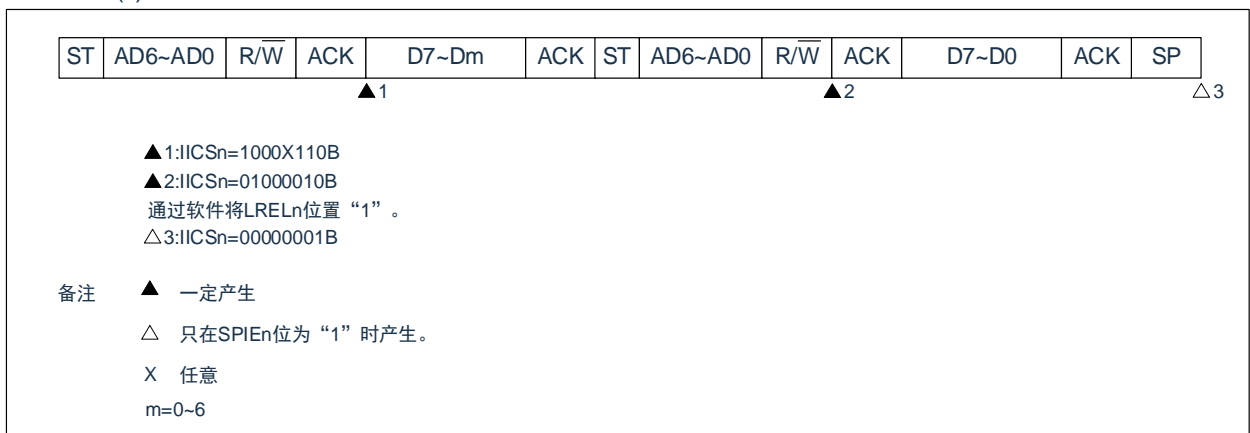 ST AD6~AD0 R/W̅ ACK D7~Dm ACK ST AD6~AD0 R/W̅ ACK D7~D0 ACK SP
▲1 ▲2 △3
▲1:IICSn=1000X110B
▲2:IICSn=01000010B
通过软件将LRELn位置“1”。
△3:IICSn=00000001B
备注 ▲ 一定产生
△ 只在SPIEn位为“1”时产生。
X 任意
m=0~6